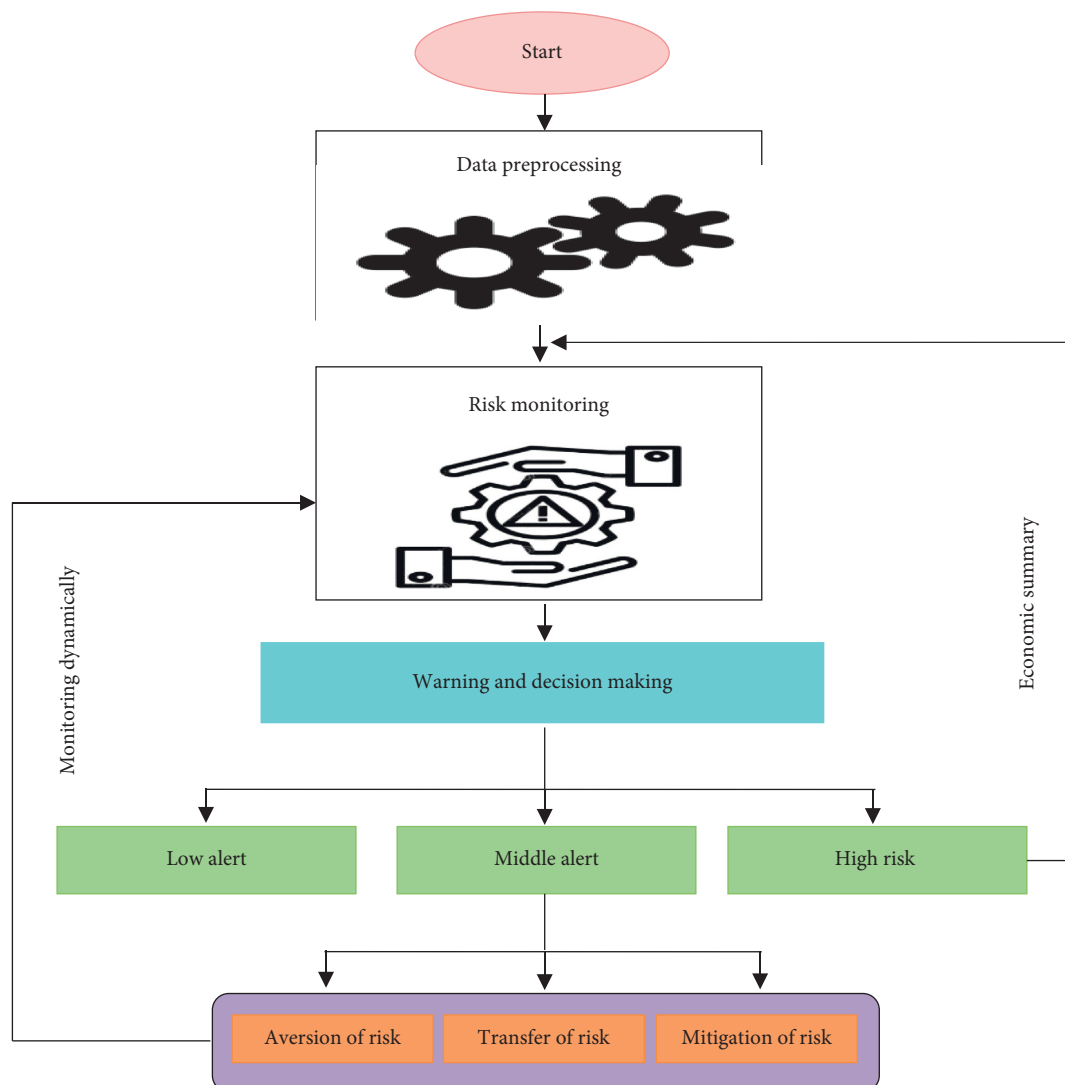 Start
Data preprocessing
Risk monitoring
Monitoring dynamically
Economic summary
Warning and decision making
Low alert
Middle alert
High risk
Aversion of risk
Transfer of risk
Mitigation of risk